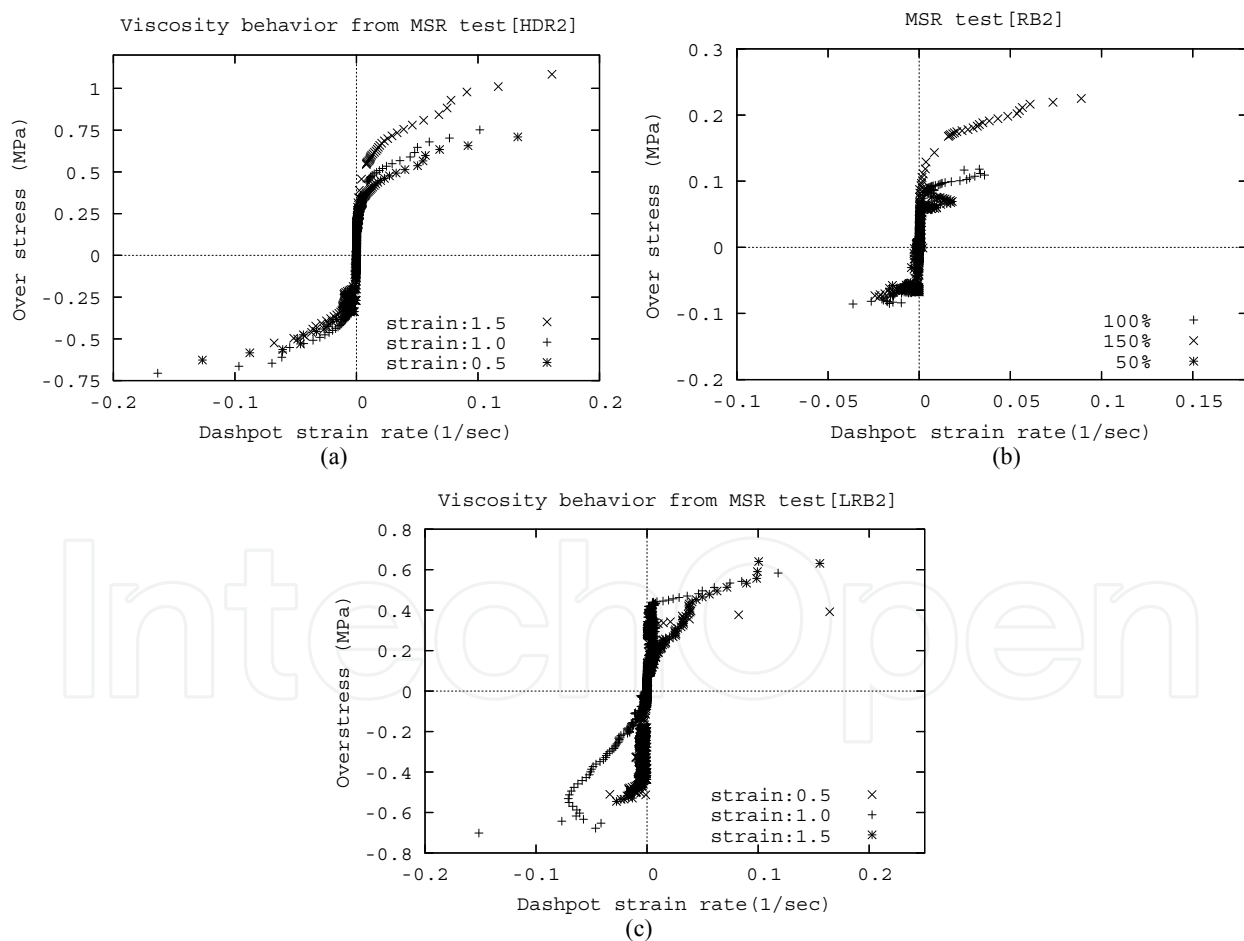 Viscosity behavior from MSR test[HDR2]
Over stress (MPa)
1
0.75
0.5
0.25
0
-0.25
-0.5
-0.75
strain:1.5
strain:1.0
strain:0.5
-0.2 -0.1 0 0.1 0.2
Dashpot strain rate(1/sec)
(a)
MSR test[RB2]
Over stress (MPa)
0.3
0.2
0.1
0
-0.1
-0.2
100%
150%
50%
-0.1 -0.05 0 0.05 0.1 0.15
Dashpot strain rate(1/sec)
(b)
Viscosity behavior from MSR test[LRB2]
Overstress (MPa)
0.8
0.6
0.4
0.2
0
-0.2
-0.4
-0.6
-0.8
strain:0.5
strain:1.0
strain:1.5
-0.2 -0.1 0 0.1 0.2
Dashpot strain rate(1/sec)
(c)
IntechOpen